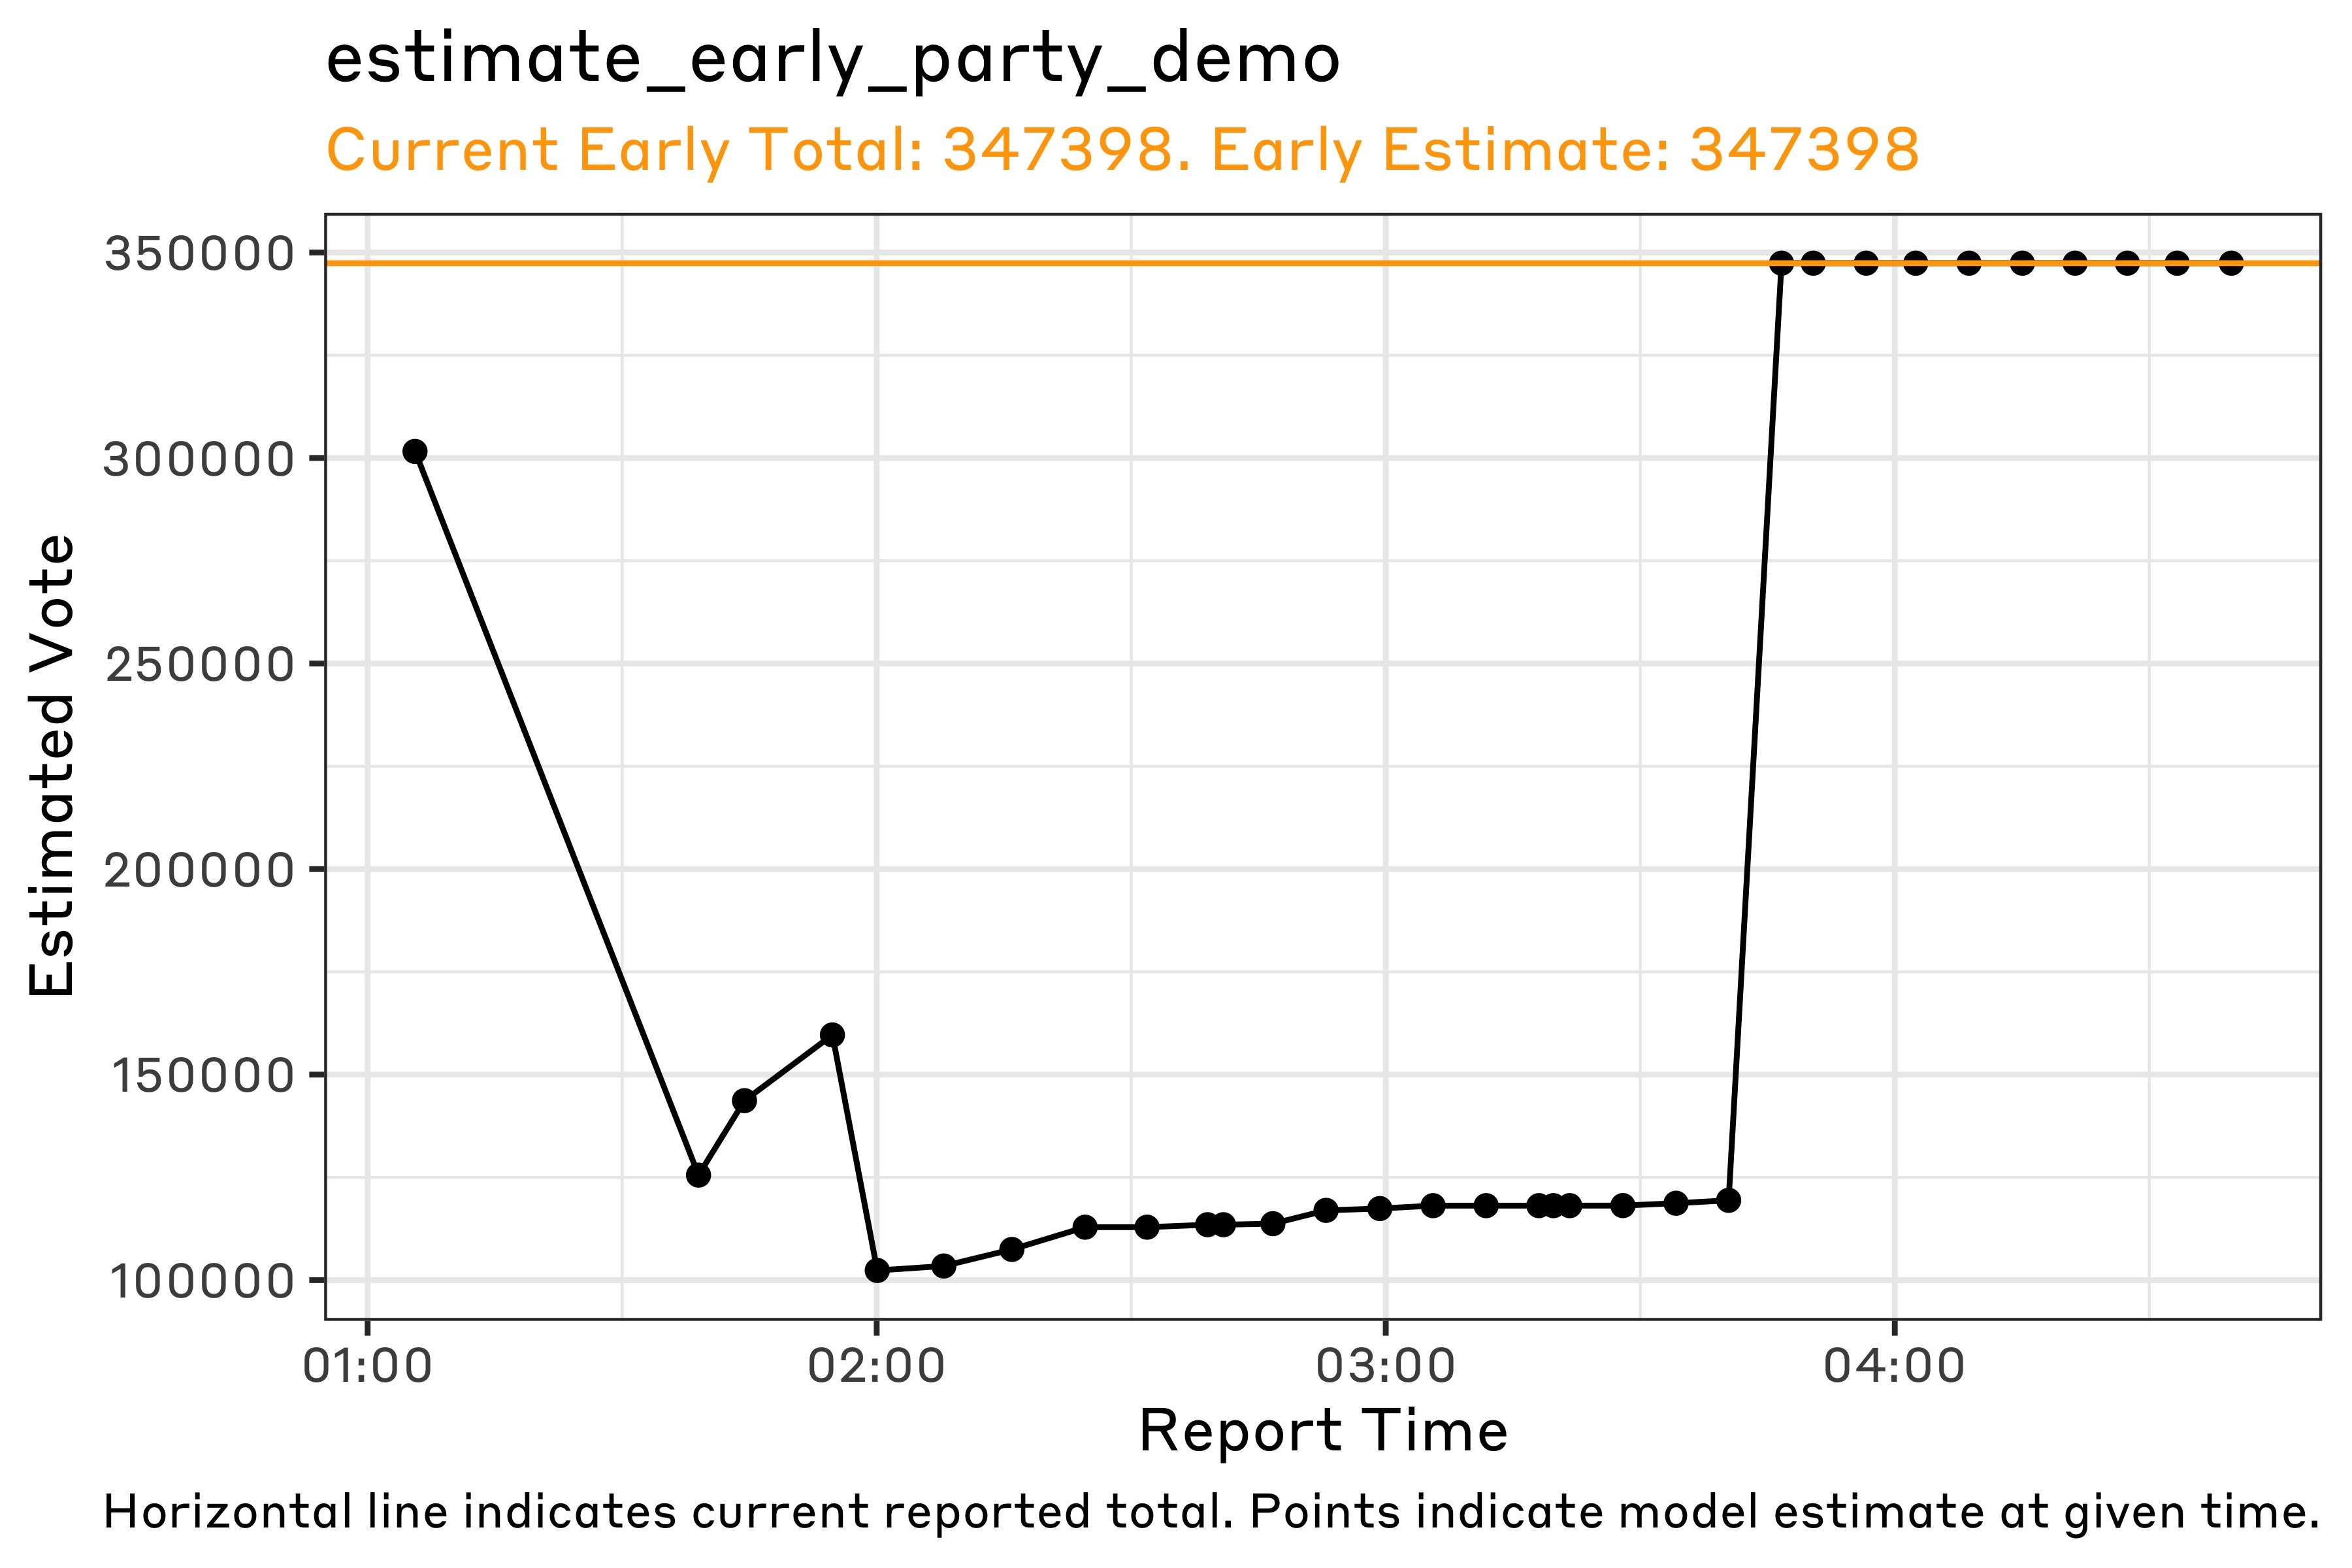 estimate_early_party_demo
Current Early Total: 347398. Early Estimate: 347398
Estimated Vote
350000
300000
250000
200000
150000
100000
01:00 02:00 03:00 04:00
Report Time
Horizontal line indicates current reported total. Points indicate model estimate at given time.